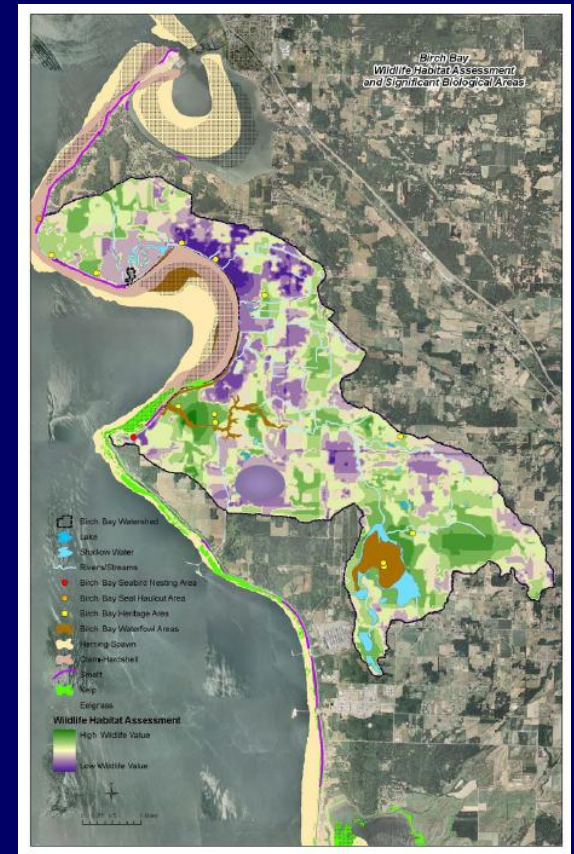 Birch Bay
Wildlife Habitat Assessment
and Significant Biological Areas
Birch Bay Watershed
Lake
Shallow Water
Rivers/Streams
Birch Bay Seabird Nesting Area
Birch Bay Seal Haulout Area
Birch Bay Heritage Area
Birch Bay Waterfowl Areas
Herring-Spawn
Clam-Hardshell
Smelt
Kelp
Eelgrass
Wildlife Habitat Assessment
High Wildlife Value
Low Wildlife Value